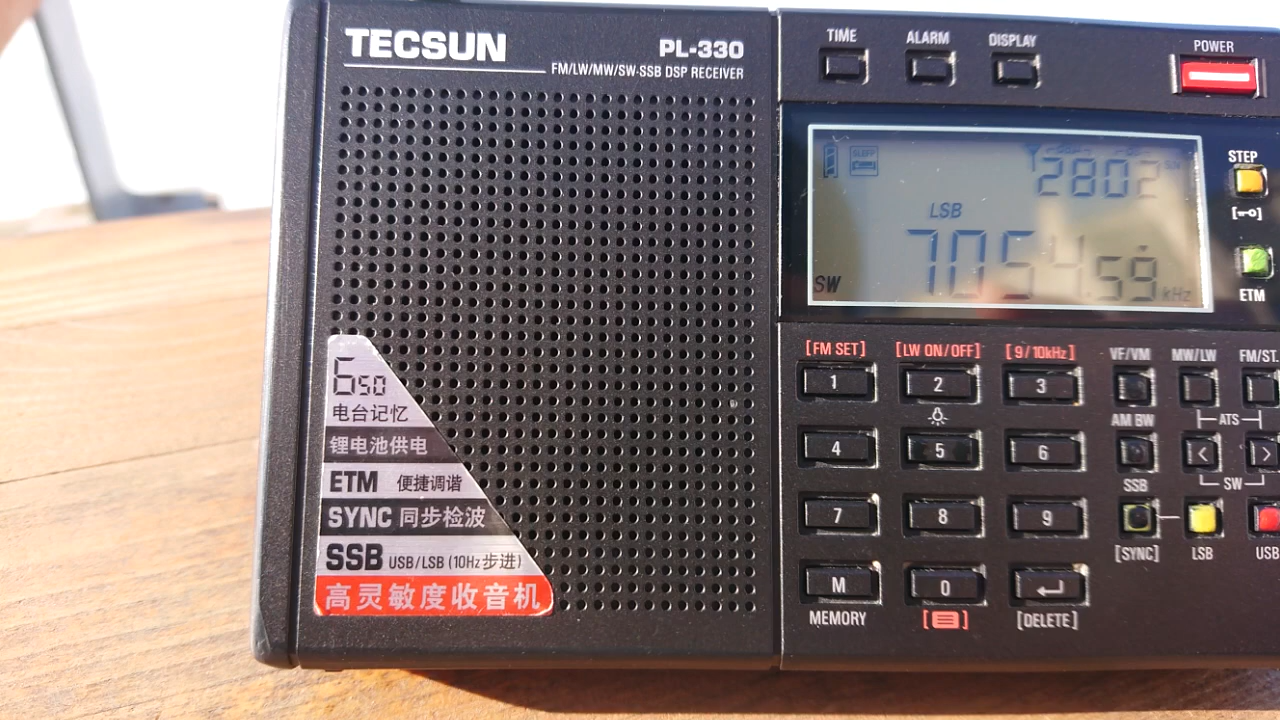 TECSUN
PL-330
FM/LW/MW/SW-SSB DSP RECEIVER
TIME ALARM DISPLAY POWER
SLEEP
2802
LSB
7054.59 kHz
SW
STEP
ETM
[FM SET] [LW ON/OFF] [9/10kHz] VF/VM MW/LW FM/ST.
1 2 3
AM BW ATS
4 5 6 < >
SSB SW
7 8 9
[SYNC] LSB USB
M 0
MEMORY [DELETE]
650
电台记忆
锂电池供电
ETM 便捷调谐
SYNC 同步检波
SSB USB/LSB (10Hz步进)
高灵敏度收音机